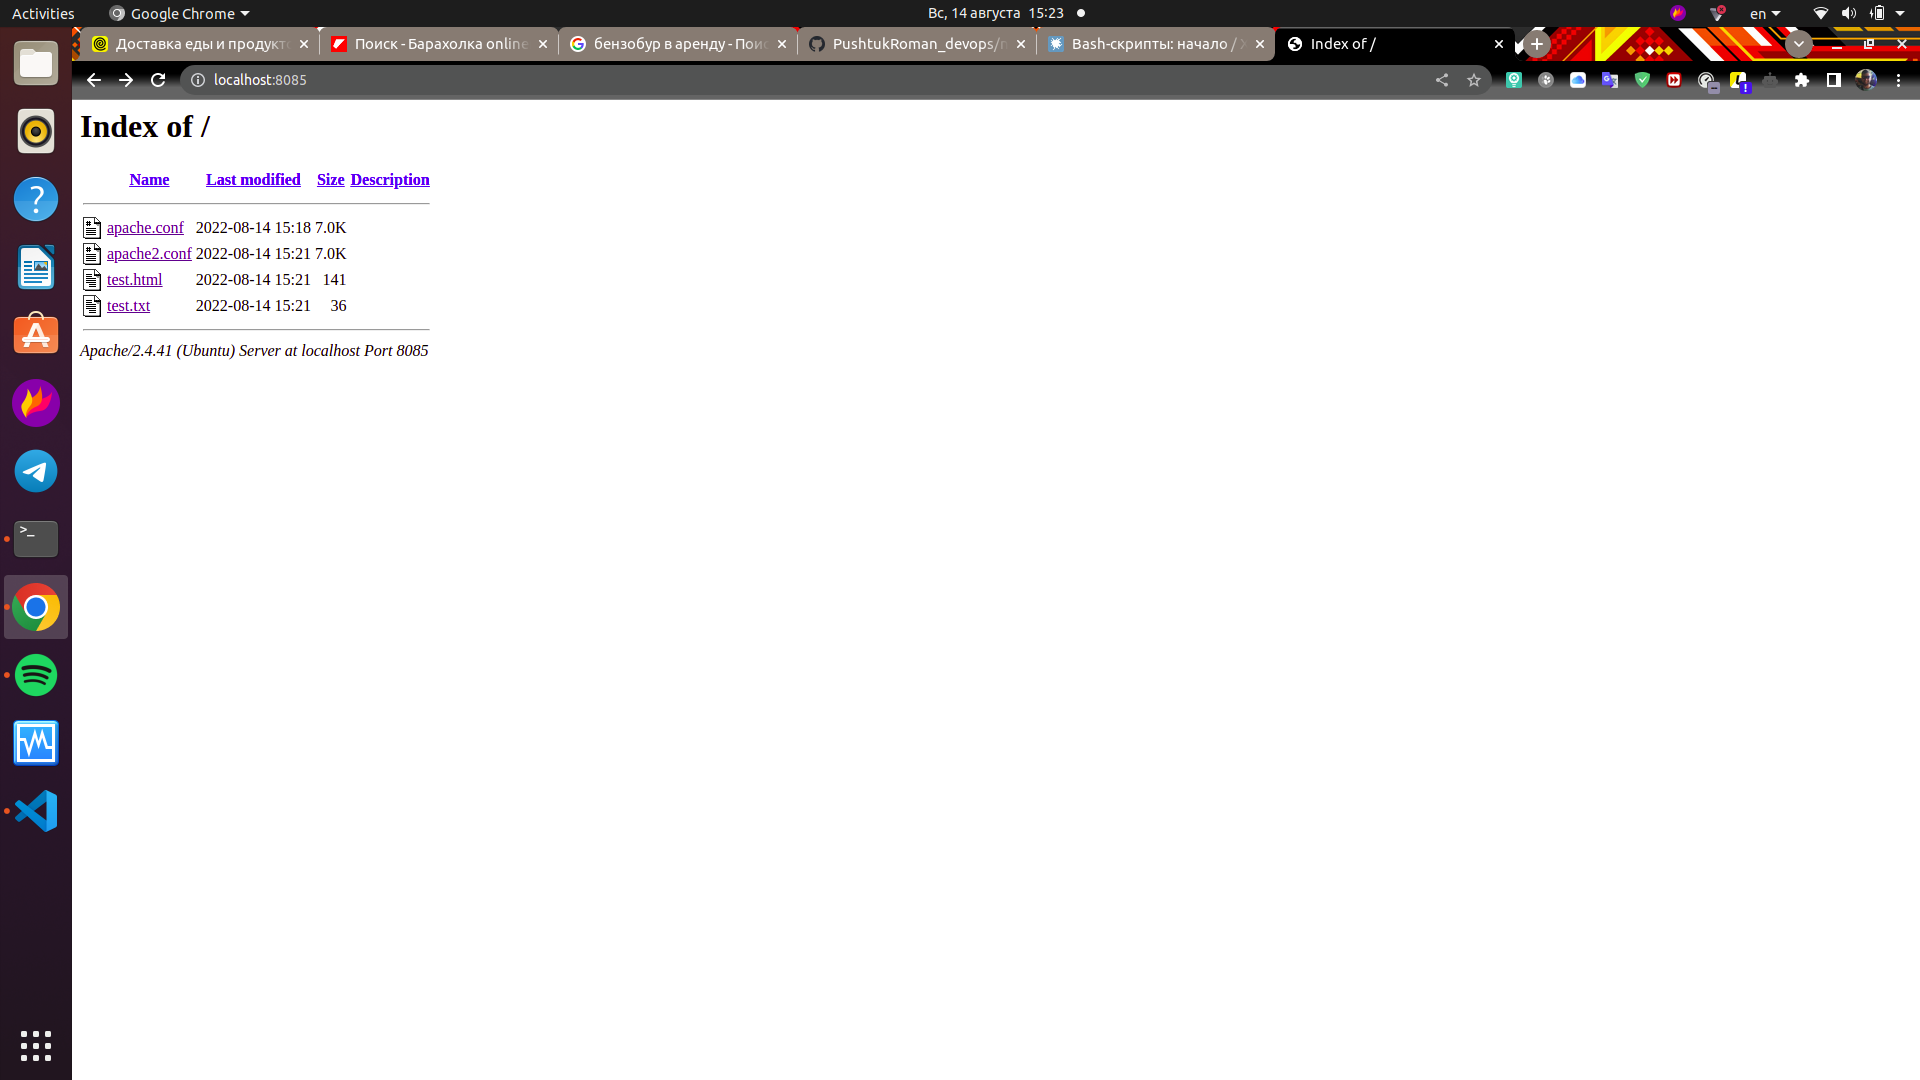 Activities Google Chrome Вс, 14 августа 15:23 en
Доставка еды и продукт Поиск - Барахолка online бензобур в аренду - Пои PushtukRoman_devops/ Bash-скрипты: начало / Index of /
localhost:8085
Index of /
Name Last modified Size Description
apache.conf 2022-08-14 15:18 7.0K
apache2.conf 2022-08-14 15:21 7.0K
test.html 2022-08-14 15:21 141
test.txt 2022-08-14 15:21 36
Apache/2.4.41 (Ubuntu) Server at localhost Port 8085